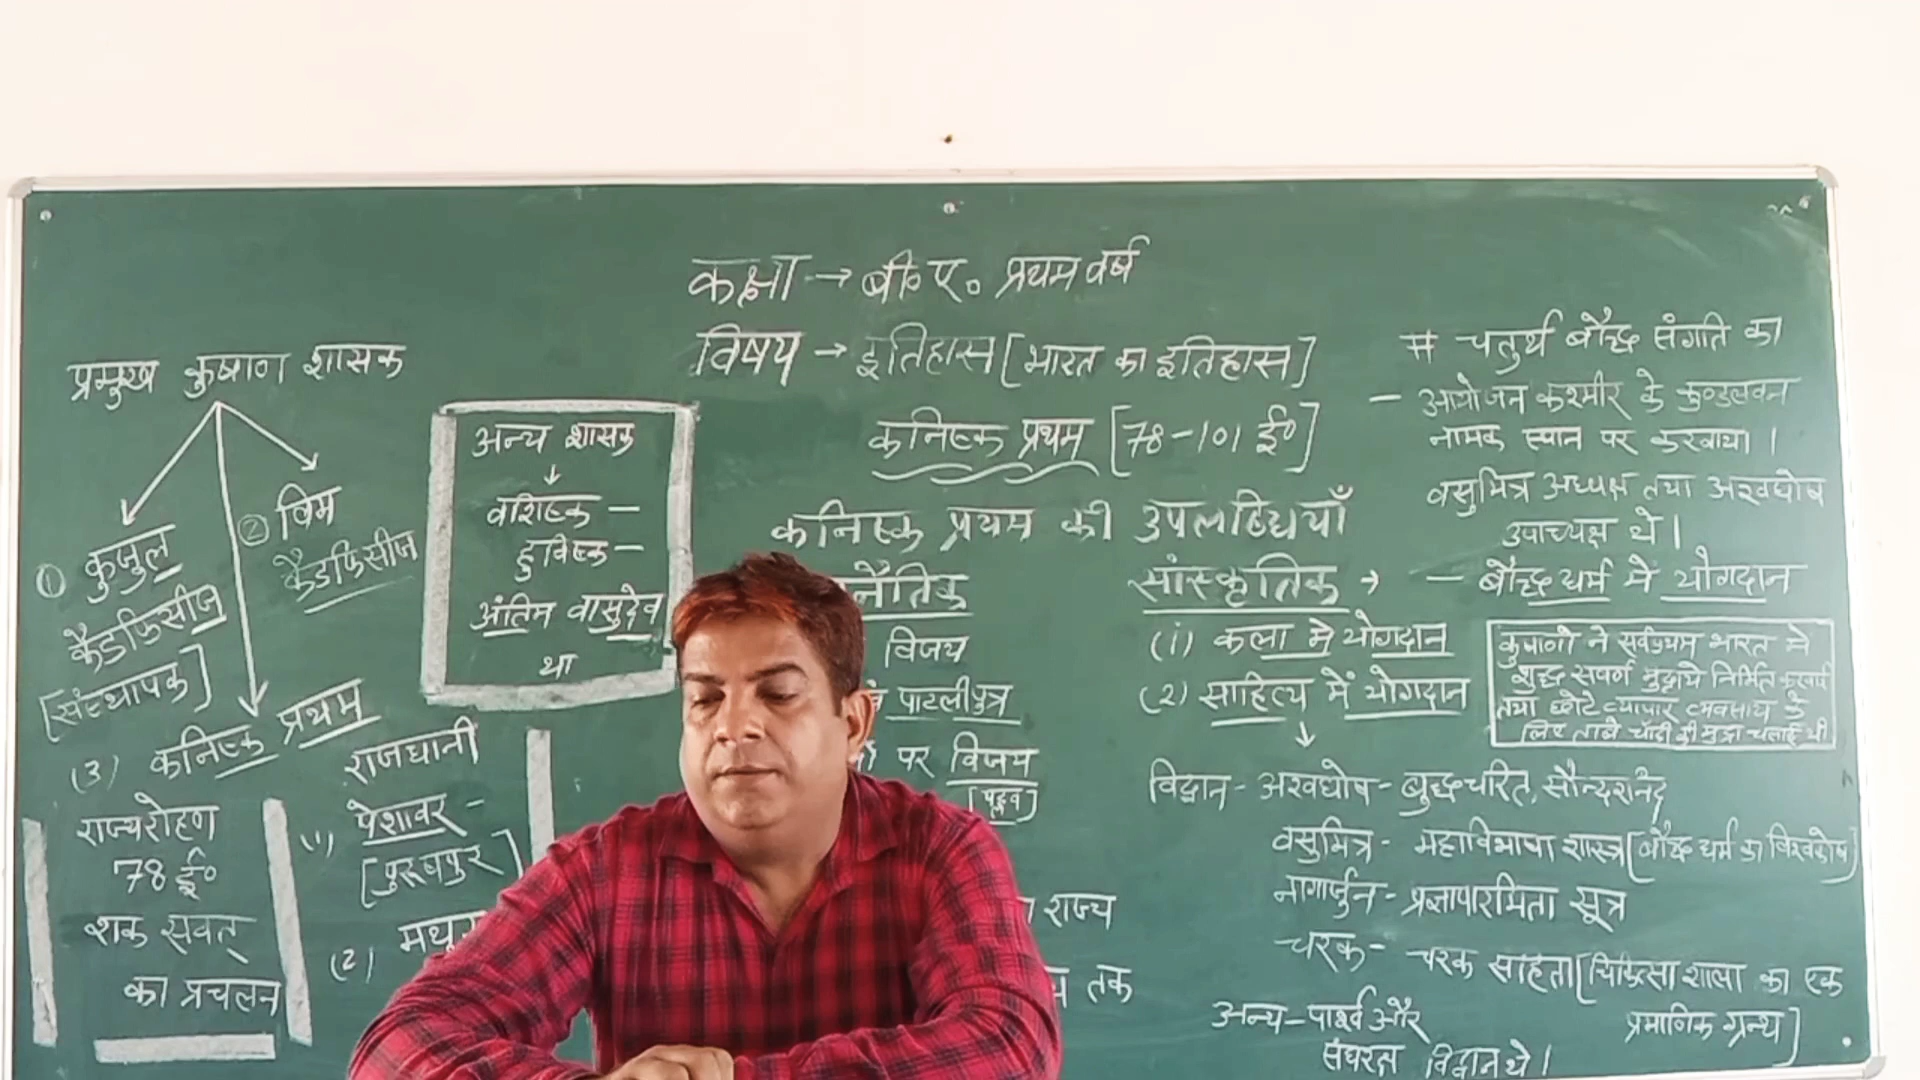 कक्षा → बी० ए० प्रथम वर्ष
विषय → इतिहास [भारत का इतिहास]
कनिष्क प्रथम [78-101 ई०]
प्रमुख कुषाण शासक
① कुजुल
कैडफिसीज
[संस्थापक]
② विम
कैडफिसीज
(3) कनिष्क प्रथम
अन्य शासक
↓
वशिष्क –
हुविष्क –
अंतिम वासुदेव
था
राज्यरोहण
78 ई०
शक संवत्
का प्रचलन
राजधानी
(1) पेशावर -
[पुरूषपुर]
(2)
कनिष्क प्रथम की उपलब्धियाँ
विजय
पाटलीपुत्र
पर विजय
राज्य
तक
सांस्कृतिक →
(1) कला मे योगदान
(2) साहित्य में योगदान
↓
विद्वान - अश्वघोष - बुद्धचरित, सौन्दरानंद
वसुमित्र - महाविभाषा शास्त्र [बौद्ध धर्म का विश्वकोष]
नागार्जुन - प्रज्ञापारमिता सूत्र
चरक - चरक संहिता [चिकित्सा शाला का एक
प्रमाणिक ग्रन्थ]
अन्य - पार्श्व और
संघरक्ष विद्वान थे।
# चतुर्थ बौद्ध संगति का
– आयोजन कश्मीर के कुण्डलवन
नामक स्थान पर करवाया।
वसुमित्र अध्यक्ष तथा अश्वघोष
उपाध्यक्ष थे।
– बौद्ध धर्म मे योगदान
कुषाणो ने सर्वप्रथम भारत मे
शुद्ध स्वर्ण मुद्राये निर्मित करवायी
तथा छोटे व्यापार व्यवसाय के
लिए तांबे चाँदी की मुद्रा चलाई थी